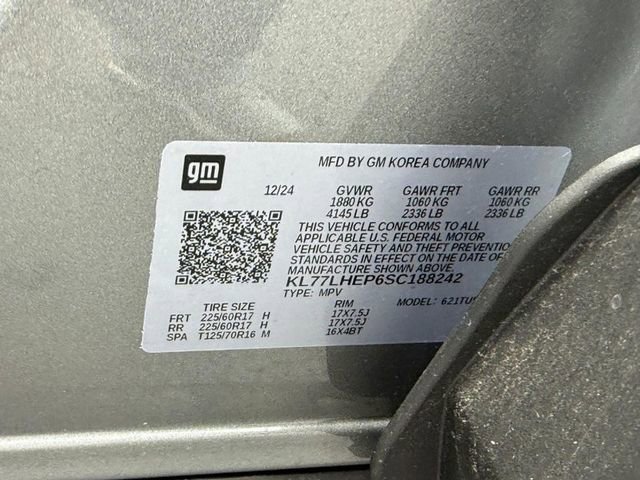 gm
MFD BY GM KOREA COMPANY
12/24 GVWR GAWR FRT GAWR RR
1880 KG 1060 KG 1060 KG
4145 LB 2336 LB 2336 LB
THIS VEHICLE CONFORMS TO ALL
APPLICABLE U.S. FEDERAL MOTOR
VEHICLE SAFETY AND THEFT PREVENTION
STANDARDS IN EFFECT ON THE DATE OF
MANUFACTURE SHOWN ABOVE.
KL77LHEP6SC188242
TYPE: MPV MODEL: 621TU
TIRE SIZE RIM
FRT 225/60R17 H 17X7.5J
RR 225/60R17 H 17X7.5J
SPA T125/70R16 M 16X4BT